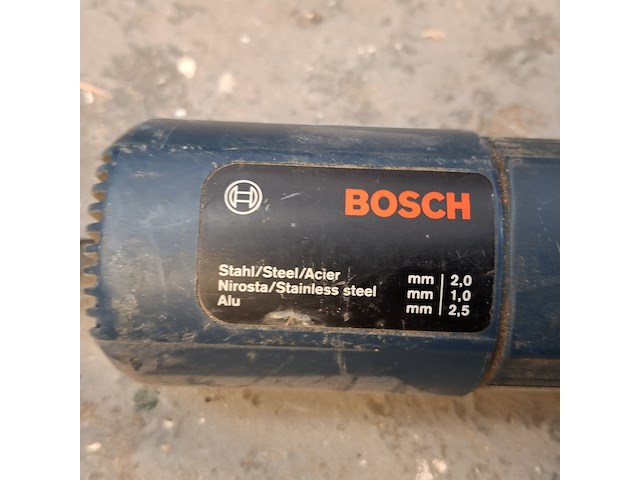 BOSCH
Stahl/Steel/Acier mm 2,0
Nirosta/Stainless steel mm 1,0
Alu mm 2,5